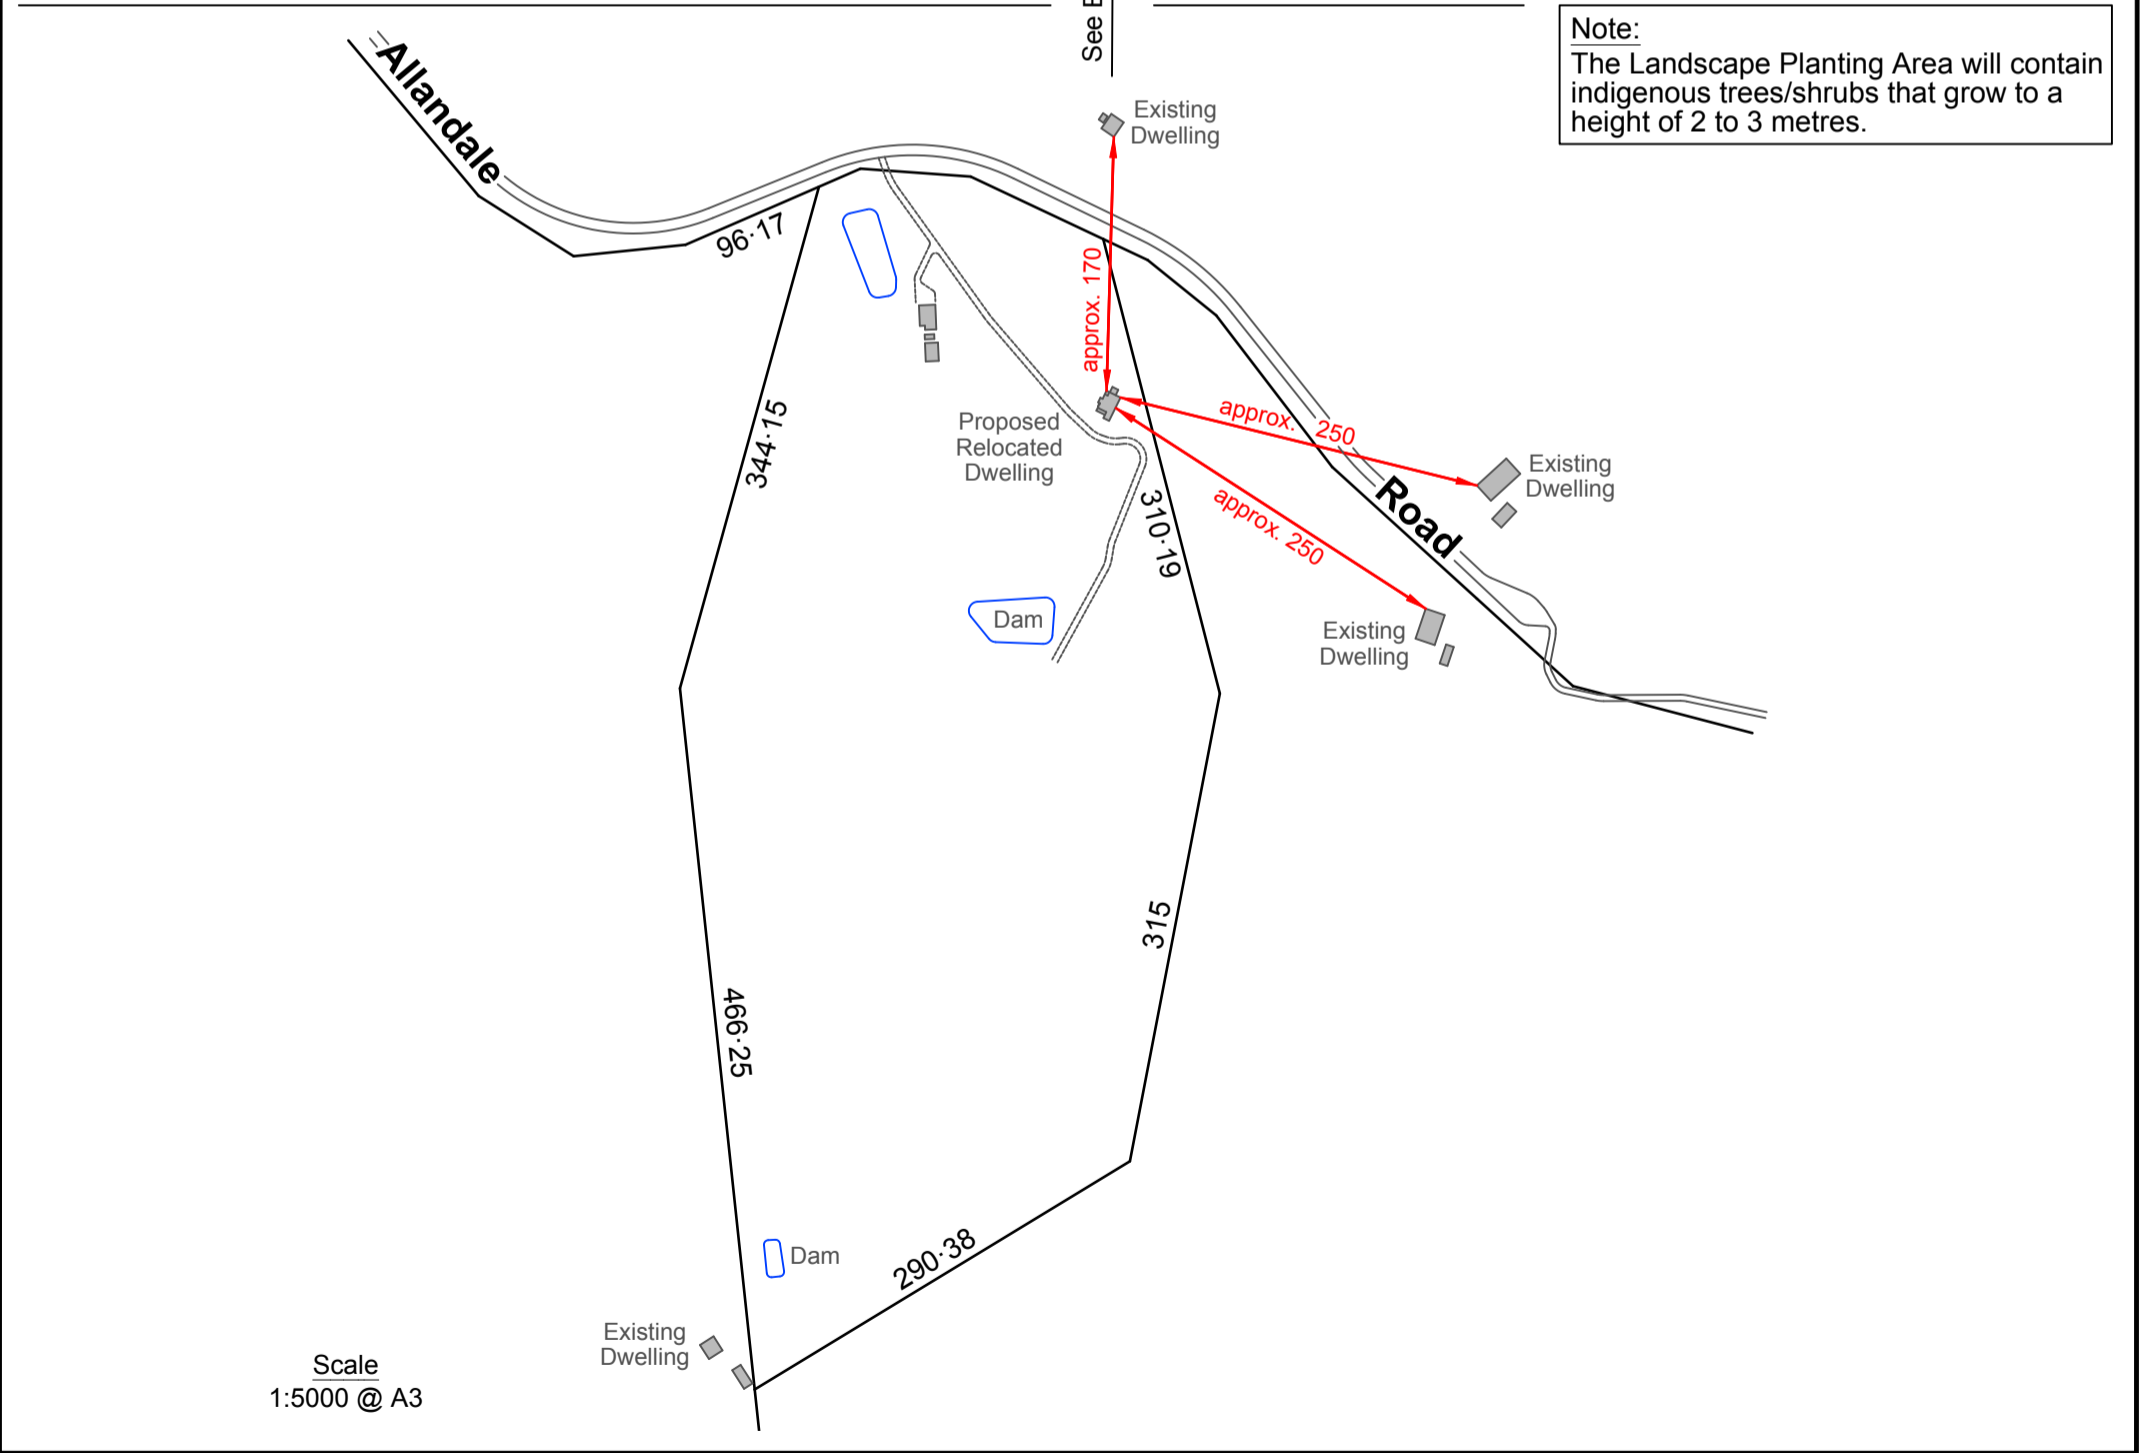 See
Note:
The Landscape Planting Area will contain
indigenous trees/shrubs that grow to a
height of 2 to 3 metres.
Allandale
Existing
Dwelling
96·17
approx. 170
344·15
Proposed
Relocated
Dwelling
approx. 250
Existing
Dwelling
Road
310·19
approx. 250
Dam
Existing
Dwelling
315
466·25
290·38
Dam
Existing
Dwelling
Scale
1:5000 @ A3